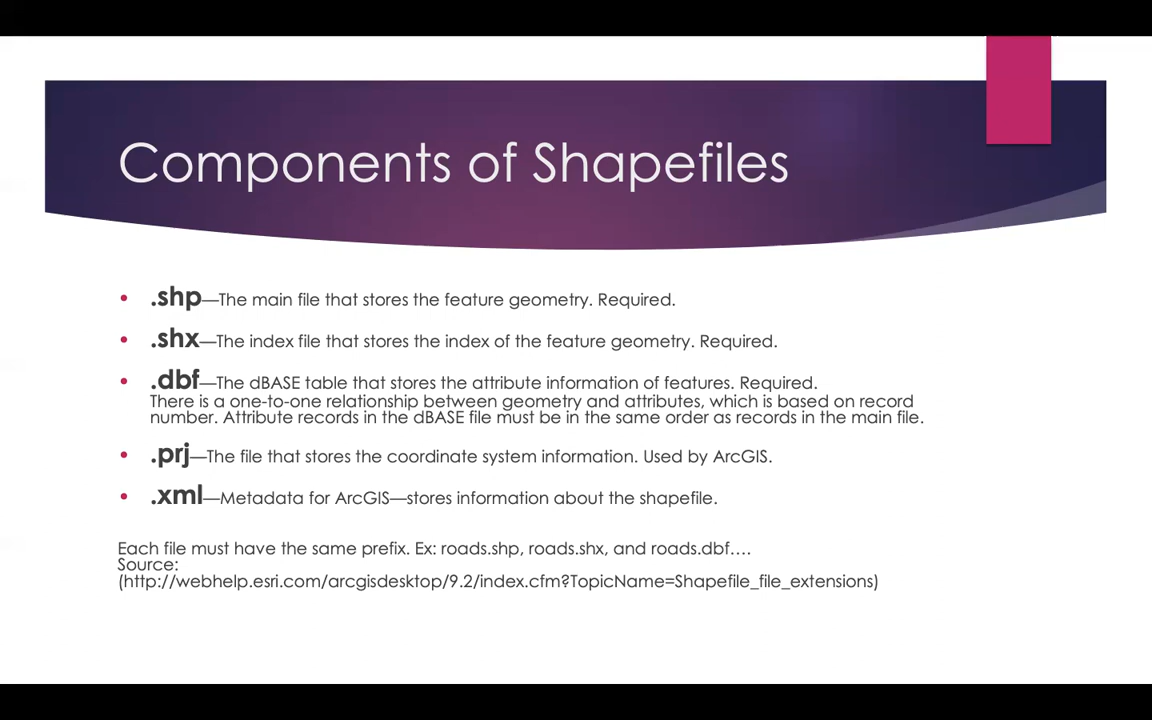 Components of Shapefiles
• .shp—The main file that stores the feature geometry. Required.
• .shx—The index file that stores the index of the feature geometry. Required.
• .dbf—The dBASE table that stores the attribute information of features. Required.
There is a one-to-one relationship between geometry and attributes, which is based on record
number. Attribute records in the dBASE file must be in the same order as records in the main file.
• .prj—The file that stores the coordinate system information. Used by ArcGIS.
• .xml—Metadata for ArcGIS—stores information about the shapefile.
Each file must have the same prefix. Ex: roads.shp, roads.shx, and roads.dbf….
Source:
(http://webhelp.esri.com/arcgisdesktop/9.2/index.cfm?TopicName=Shapefile_file_extensions)